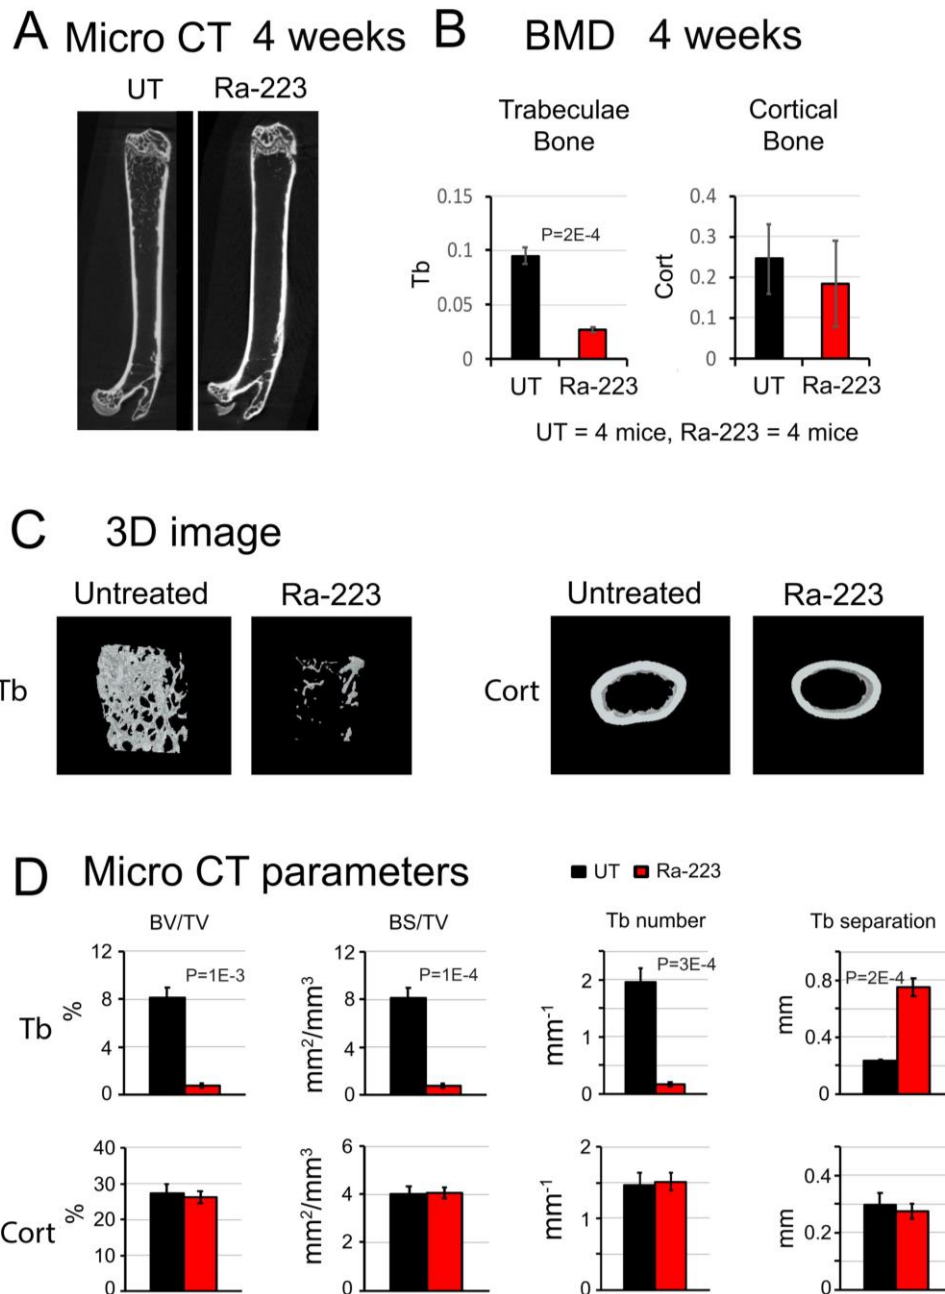 A Micro CT 4 weeks
UT Ra-223
B BMD 4 weeks
Trabeculae Bone
Cortical Bone
0.15
0.1
0.05
0
Tb
P=2E-4
UT Ra-223
0.4
0.3
0.2
0.1
0
Cort
UT Ra-223
UT = 4 mice, Ra-223 = 4 mice
C 3D image
Untreated Ra-223
Untreated Ra-223
Tb
Cort
D Micro CT parameters
UT Ra-223
BV/TV
BS/TV
Tb number
Tb separation
Tb
12
8
4
0
%
P=1E-3
12
8
4
0
mm²/mm³
P=1E-4
2
1
0
mm⁻¹
P=3E-4
0.8
0.4
0
mm
P=2E-4
Cort
40
30
20
10
0
%
6
4
2
0
mm²/mm³
2
1
0
mm⁻¹
0.4
0.2
0
mm